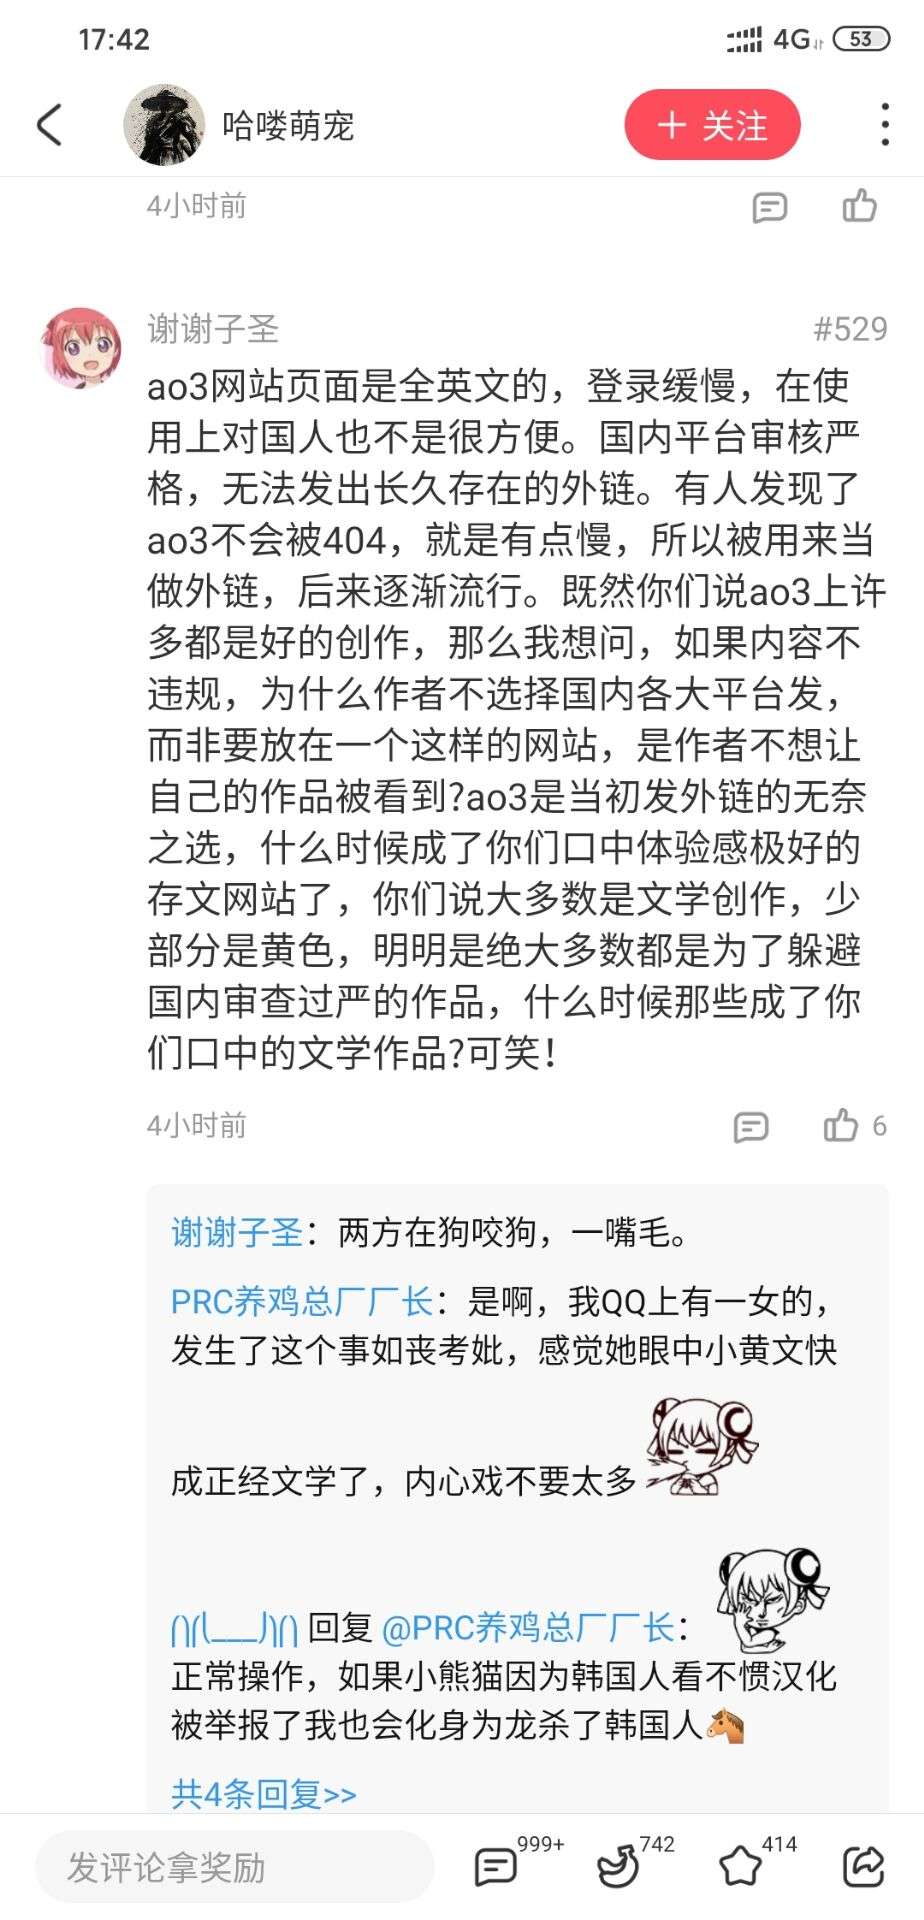 17:42
4G 53
哈喽萌宠
+ 关注
4小时前
谢谢子圣
#529
ao3网站页面是全英文的，登录缓慢，在使
用上对国人也不是很方便。国内平台审核严
格，无法发出长久存在的外链。有人发现了
ao3不会被404，就是有点慢，所以被用来当
做外链，后来逐渐流行。既然你们说ao3上许
多都是好的创作，那么我想问，如果内容不
违规，为什么作者不选择国内各大平台发，
而非要放在一个这样的网站，是作者不想让
自己的作品被看到?ao3是当初发外链的无奈
之选，什么时候成了你们口中体验感极好的
存文网站了，你们说大多数是文学创作，少
部分是黄色，明明是绝大多数都是为了躲避
国内审查过严的作品，什么时候那些成了你
们口中的文学作品?可笑！
4小时前
6
谢谢子圣：两方在狗咬狗，一嘴毛。
PRC养鸡总厂厂长：是啊，我QQ上有一女的，
发生了这个事如丧考妣，感觉她眼中小黄文快
成正经文学了，内心戏不要太多
回复 @PRC养鸡总厂厂长：
正常操作，如果小熊猫因为韩国人看不惯汉化
被举报了我也会化身为龙杀了韩国人
共4条回复>>
发评论拿奖励
999+
742
414